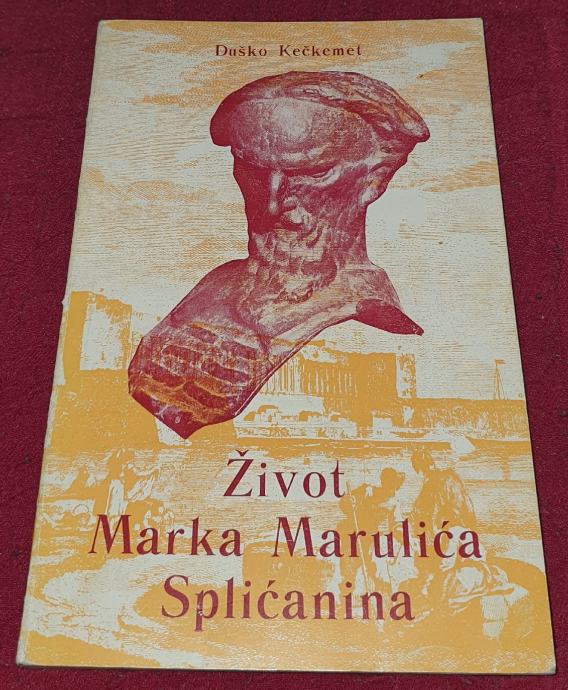 Duško Kečkemet
Život
Marka Marulića
Splićanina